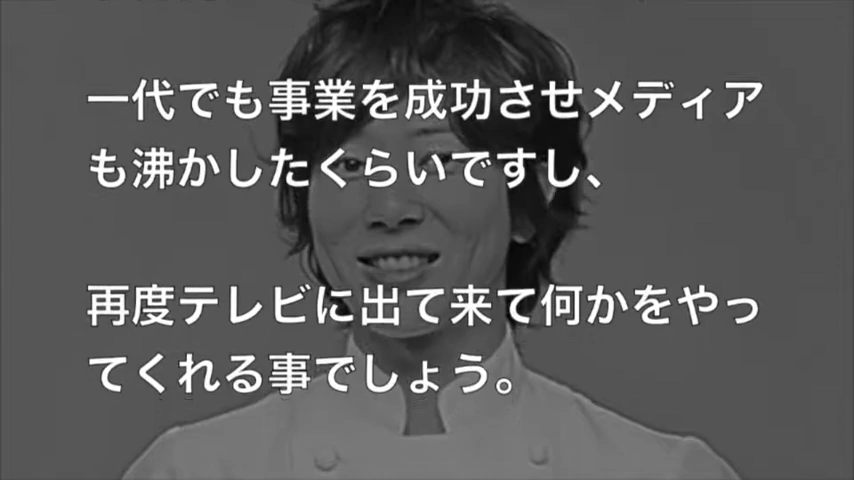 一代でも事業を成功させメディア
も沸かしたくらいですし、
再度テレビに出て来て何かをやっ
てくれる事でしょう。